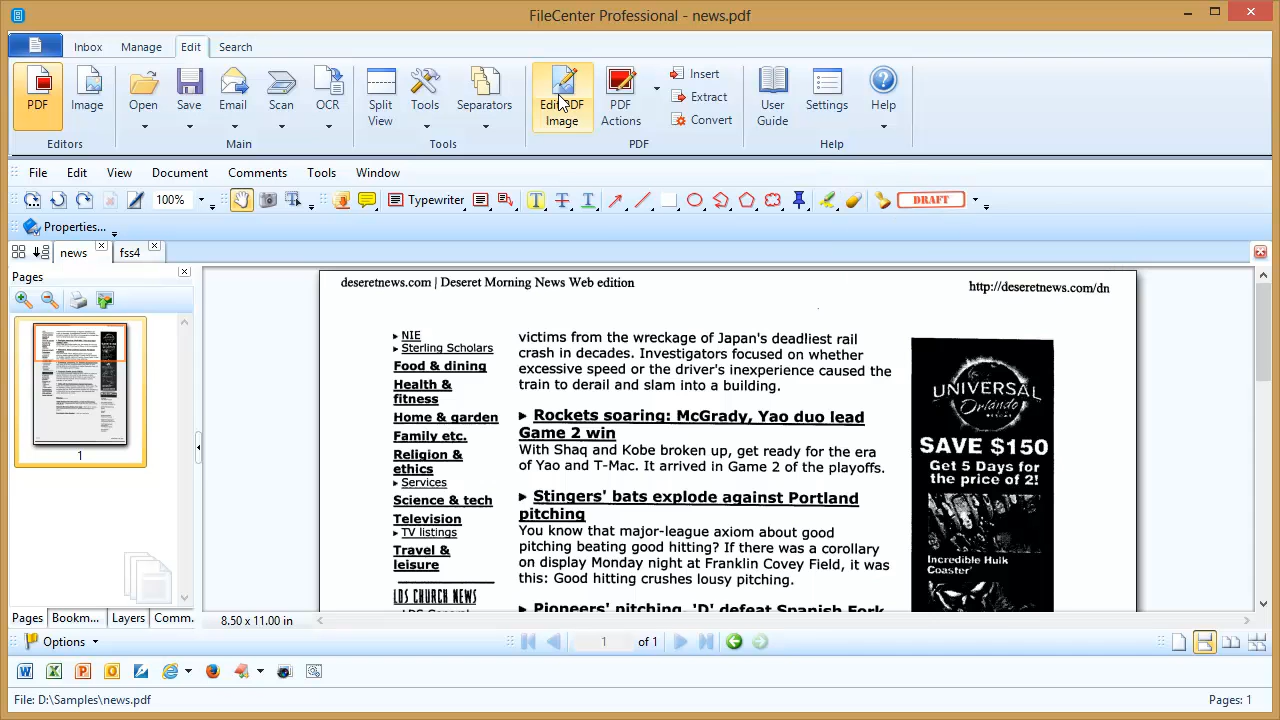 FileCenter Professional - news.pdf
Inbox Manage Edit Search
PDF Image Open Save Email Scan OCR Split View Tools Separators Edit PDF Image PDF Actions Insert Extract Convert User Guide Settings Help
Editors Main Tools PDF Help
File Edit View Document Comments Tools Window
100% Typewriter T T T DRAFT
Properties...
news fss4
Pages
1
deseretnews.com | Deseret Morning News Web edition
http://deseretnews.com/dn
NIE
Sterling Scholars
Food & dining
Health &
fitness
Home & garden
Family etc.
Religion &
ethics
Services
Science & tech
Television
TV listings
Travel &
leisure
LDS CHURCH NEWS
victims from the wreckage of Japan's deadliest rail
crash in decades. Investigators focused on whether
excessive speed or the driver's inexperience caused the
train to derail and slam into a building.
Rockets soaring: McGrady, Yao duo lead
Game 2 win
With Shaq and Kobe broken up, get ready for the era
of Yao and T-Mac. It arrived in Game 2 of the playoffs.
Stingers' bats explode against Portland
pitching
You know that major-league axiom about good
pitching beating good hitting? If there was a corollary
on display Monday night at Franklin Covey Field, it was
this: Good hitting crushes lousy pitching.
Pioneers' pitching, 'D' defeat Spanish Fork
UNIVERSAL
Orlando
SAVE $150
Get 5 Days for
the price of 2!
Incredible Hulk
Coaster
Pages Bookm... Layers Comm.
8.50 x 11.00 in
Options
1 of 1
File: D:\Samples\news.pdf
Pages: 1